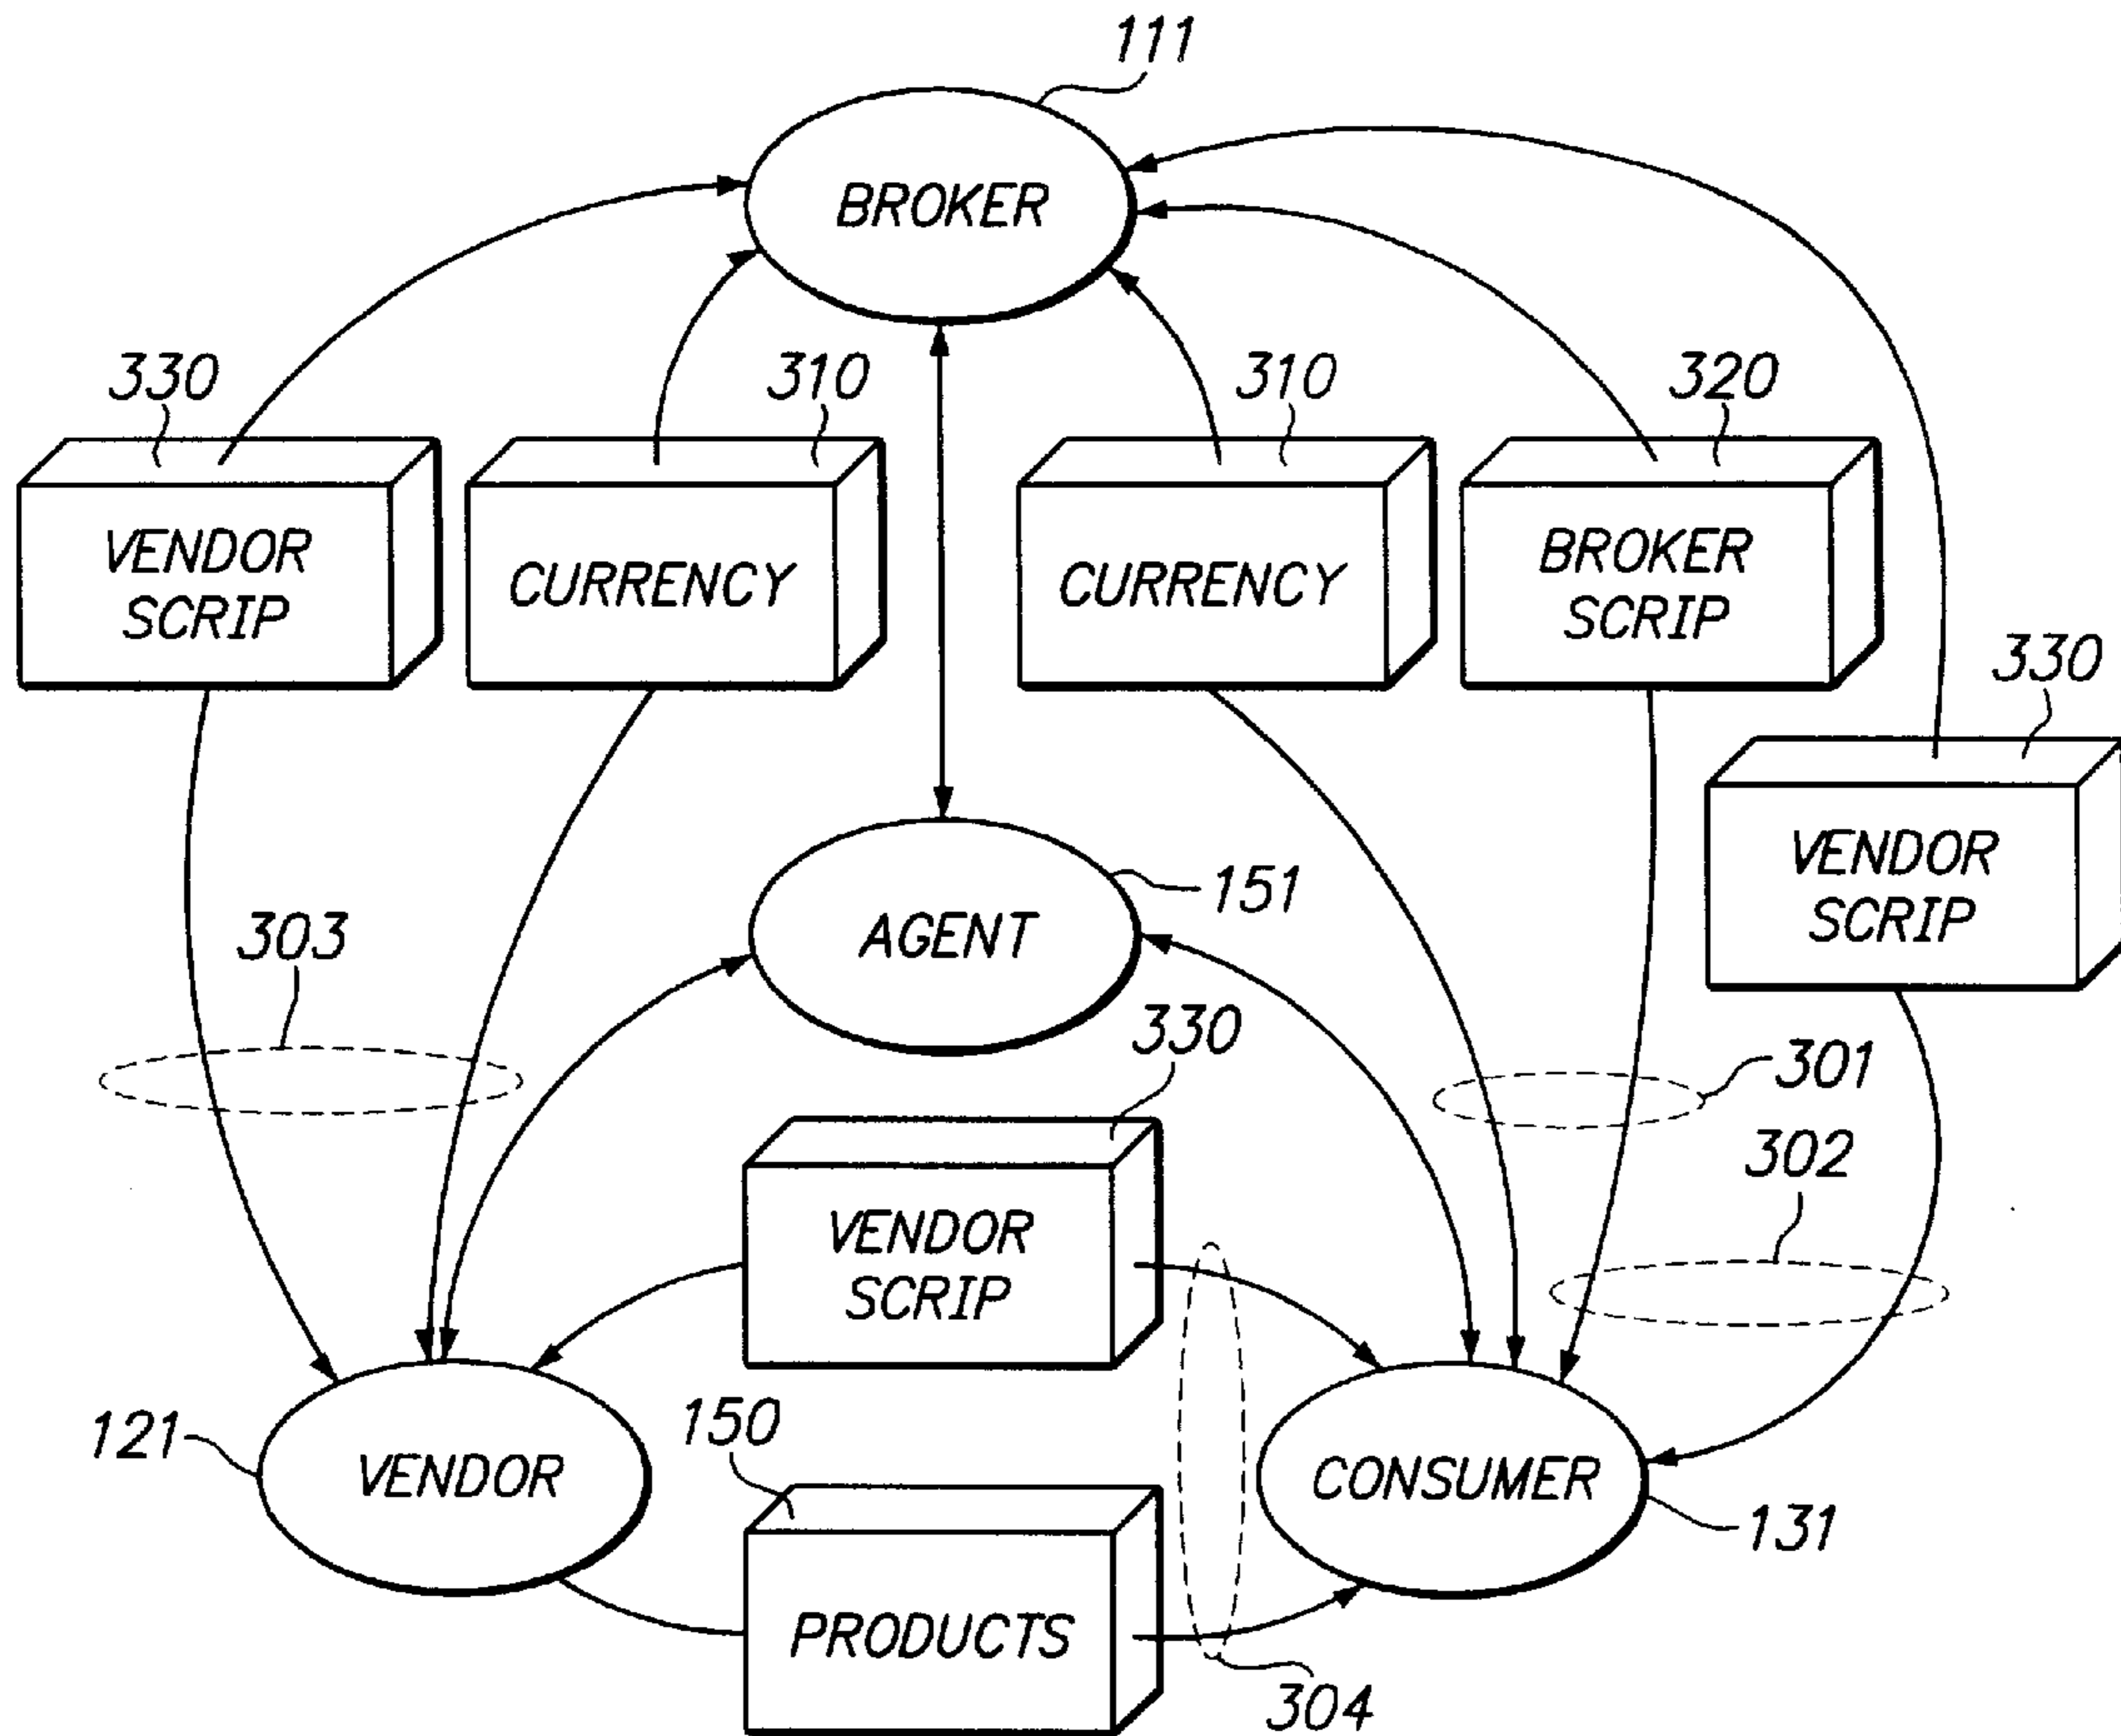 111
BROKER
330
310
310
320
VENDOR
SCRIP
CURRENCY
CURRENCY
BROKER
SCRIP
330
VENDOR
SCRIP
151
AGENT
303
330
301
302
VENDOR
SCRIP
121
VENDOR
150
CONSUMER
131
PRODUCTS
304